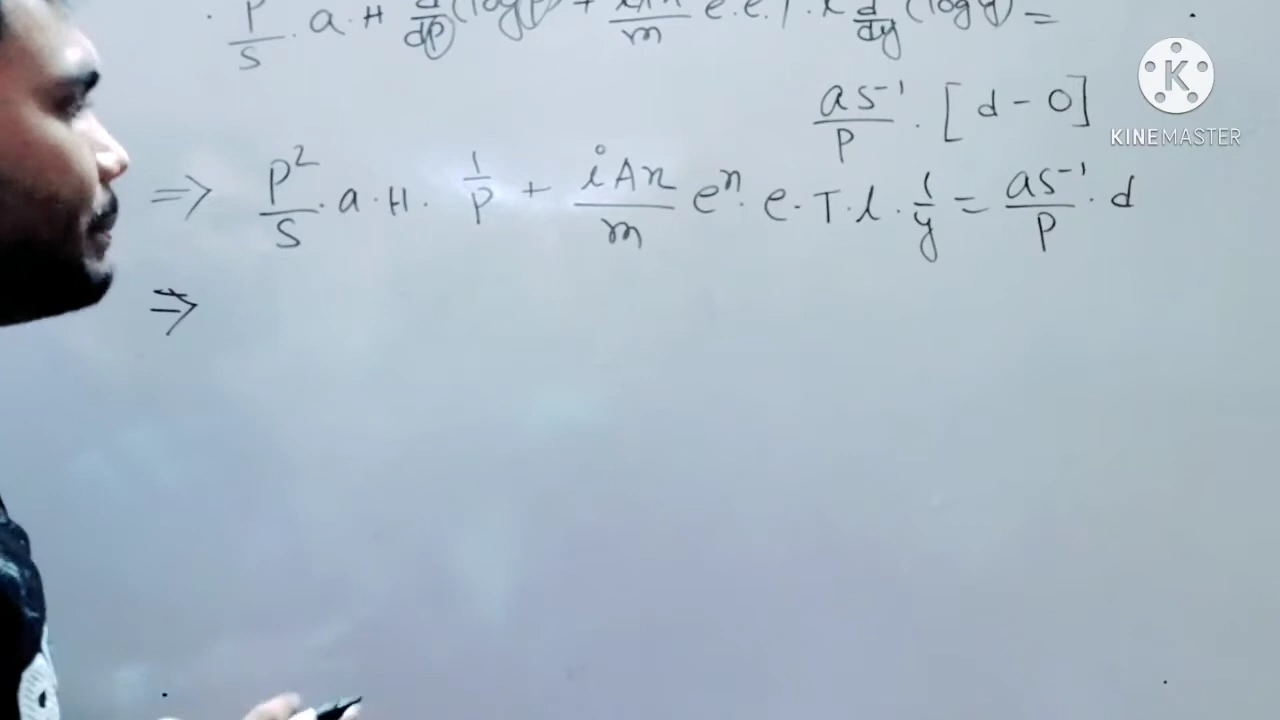 P/S . a . H d/dP (log P) + iAn/m e . e . T . l d/dy (log y) =
as⁻¹/P . [d - 0]
K
KINEMASTER
=> P²/S . a . H . 1/P + iAn/m eⁿ . e . T . l . 1/y = as⁻¹/P . d
=>